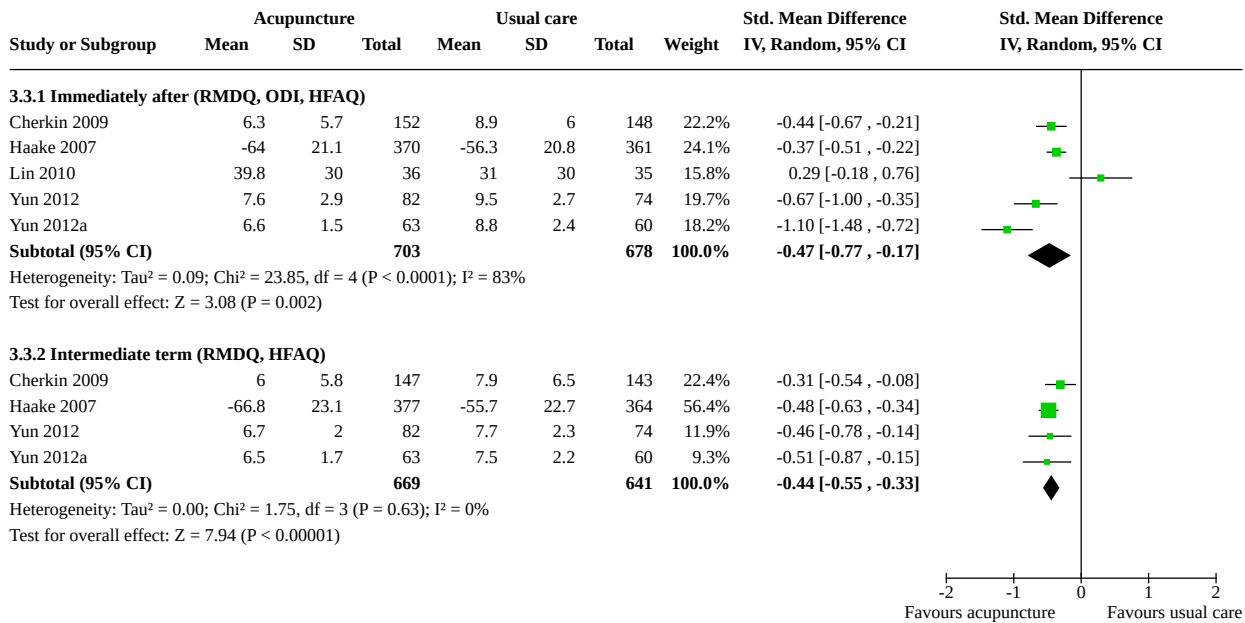 Acupuncture Usual care Std. Mean Difference Std. Mean Difference
Study or Subgroup Mean SD Total Mean SD Total Weight IV, Random, 95% CI IV, Random, 95% CI
3.3.1 Immediately after (RMDQ, ODI, HFAQ)
Cherkin 2009 6.3 5.7 152 8.9 6 148 22.2% -0.44 [-0.67 , -0.21]
Haake 2007 -64 21.1 370 -56.3 20.8 361 24.1% -0.37 [-0.51 , -0.22]
Lin 2010 39.8 30 36 31 30 35 15.8% 0.29 [-0.18 , 0.76]
Yun 2012 7.6 2.9 82 9.5 2.7 74 19.7% -0.67 [-1.00 , -0.35]
Yun 2012a 6.6 1.5 63 8.8 2.4 60 18.2% -1.10 [-1.48 , -0.72]
Subtotal (95% CI) 703 678 100.0% -0.47 [-0.77 , -0.17]
Heterogeneity: Tau² = 0.09; Chi² = 23.85, df = 4 (P < 0.0001); I² = 83%
Test for overall effect: Z = 3.08 (P = 0.002)
3.3.2 Intermediate term (RMDQ, HFAQ)
Cherkin 2009 6 5.8 147 7.9 6.5 143 22.4% -0.31 [-0.54 , -0.08]
Haake 2007 -66.8 23.1 377 -55.7 22.7 364 56.4% -0.48 [-0.63 , -0.34]
Yun 2012 6.7 2 82 7.7 2.3 74 11.9% -0.46 [-0.78 , -0.14]
Yun 2012a 6.5 1.7 63 7.5 2.2 60 9.3% -0.51 [-0.87 , -0.15]
Subtotal (95% CI) 669 641 100.0% -0.44 [-0.55 , -0.33]
Heterogeneity: Tau² = 0.00; Chi² = 1.75, df = 3 (P = 0.63); I² = 0%
Test for overall effect: Z = 7.94 (P < 0.00001)
-2 -1 0 1 2
Favours acupuncture Favours usual care